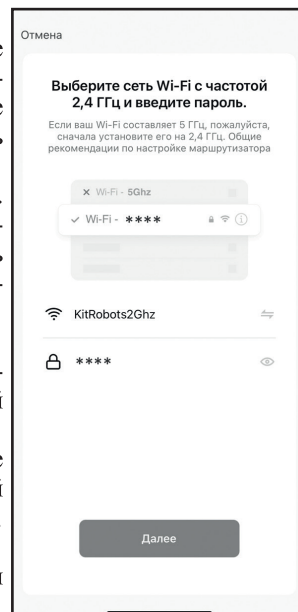 Отмена
Выберите сеть Wi-Fi с частотой
2,4 ГГц и введите пароль.
Если ваш Wi-Fi составляет 5 ГГц, пожалуйста,
сначала установите его на 2,4 ГГц. Общие
рекомендации по настройке маршрутизатора
× Wi-Fi - 5Ghz
✓ Wi-Fi - ****
KitRobots2Ghz
****
Далее